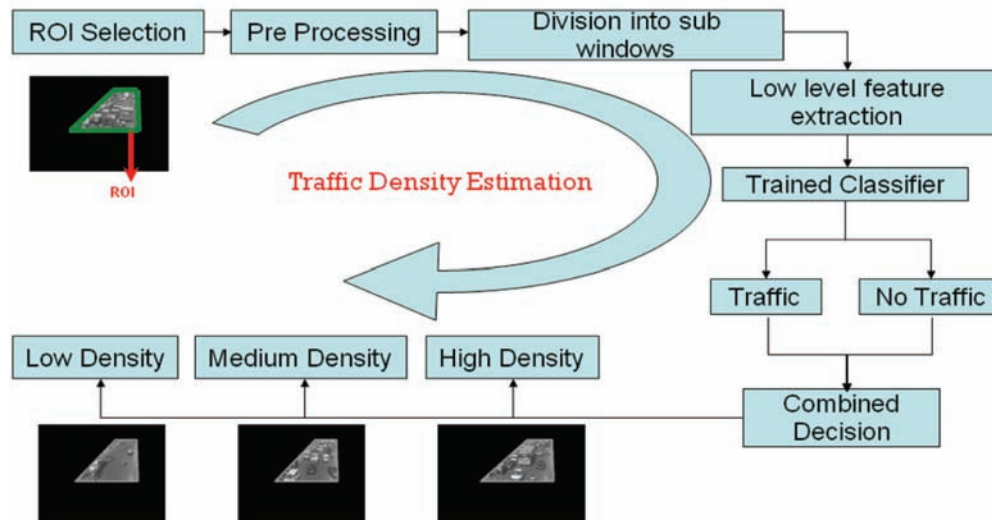 ROI Selection
Pre Processing
Division into sub
windows
Low level feature
extraction
ROI
Traffic Density Estimation
Trained Classifier
Traffic
No Traffic
Low Density
Medium Density
High Density
Combined
Decision